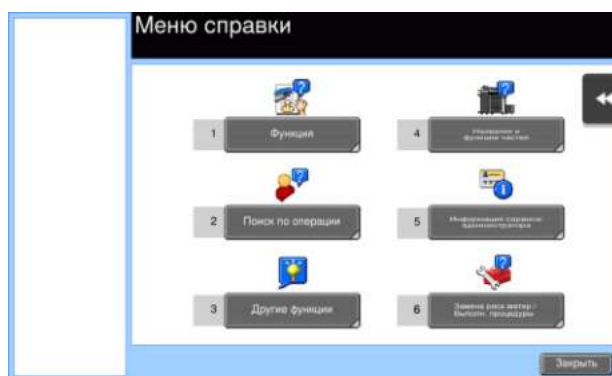 Меню справки
1
Функция
2
Поиск по операции
3
Другие функции
4
Название и
функции частей
5
Информация сервиса/
администратора
6
Замена расх.матер./
Выполн. процедуры
Закрыть